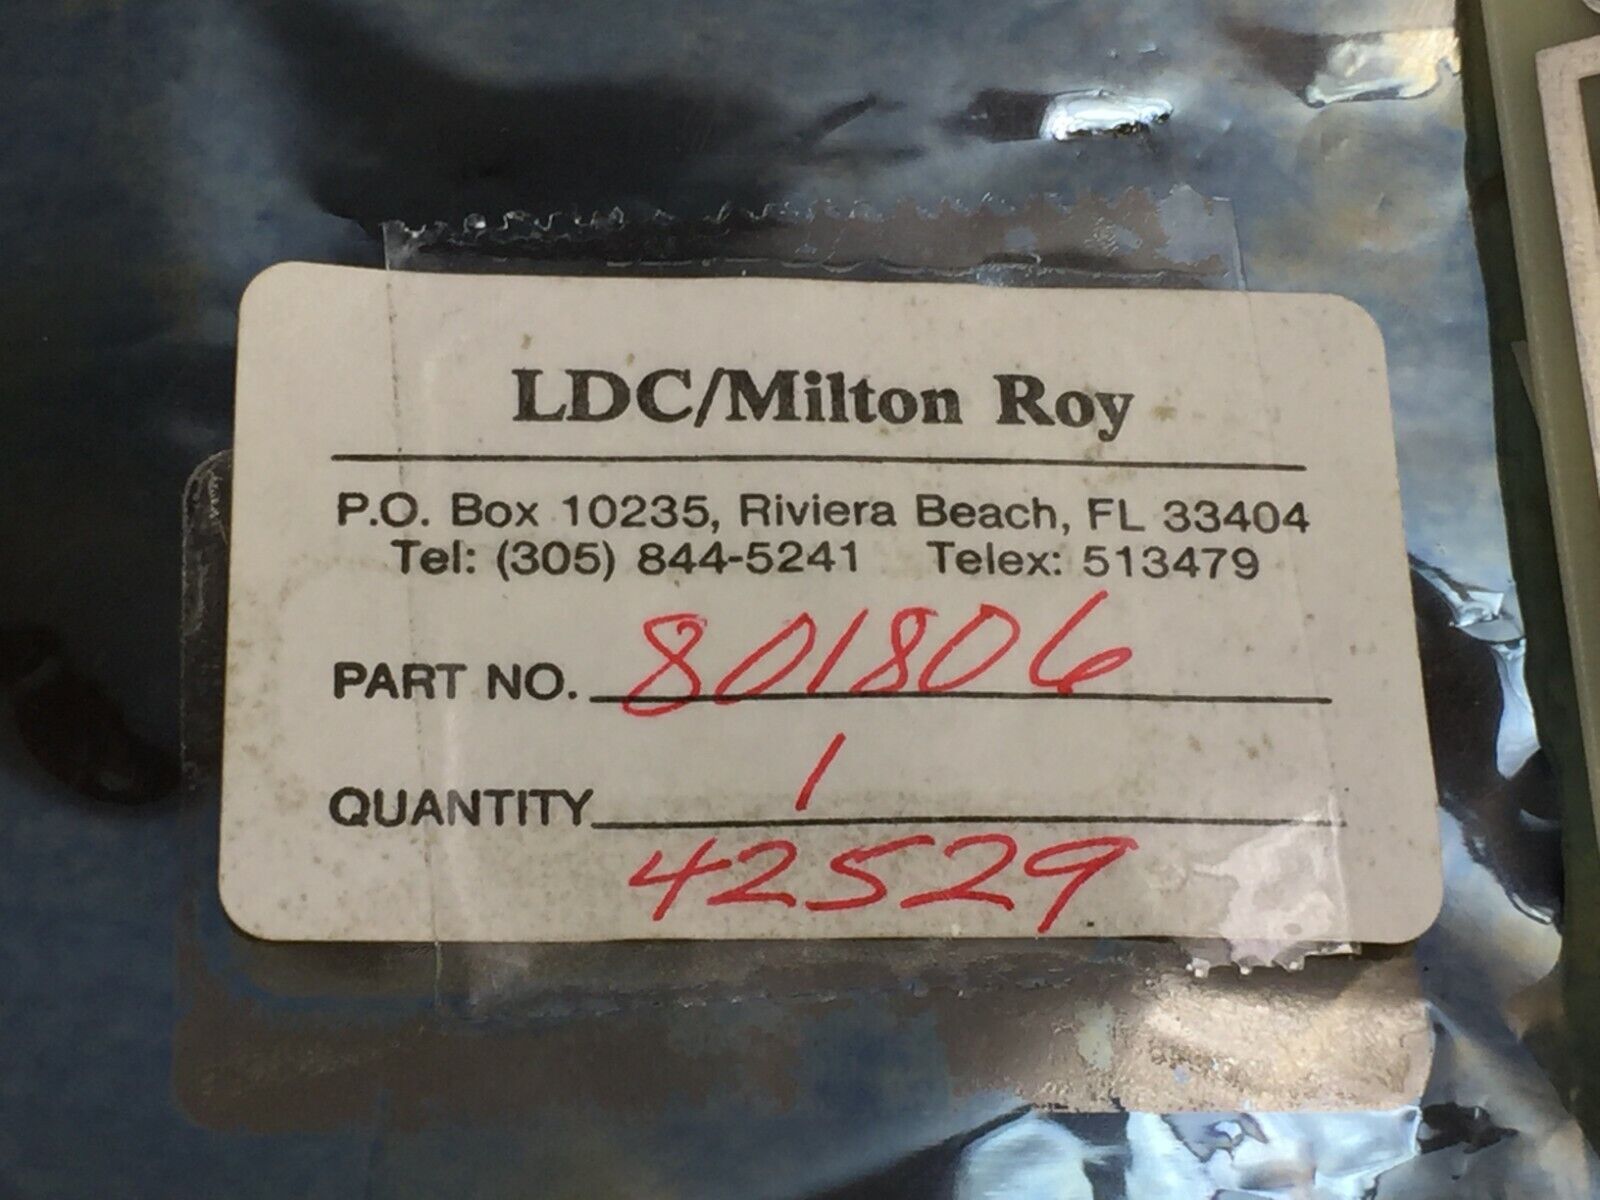 LDC/Milton Roy
P.O. Box 10235, Riviera Beach, FL 33404
Tel: (305) 844-5241 Telex: 513479
PART NO. 801806
QUANTITY 1
42529